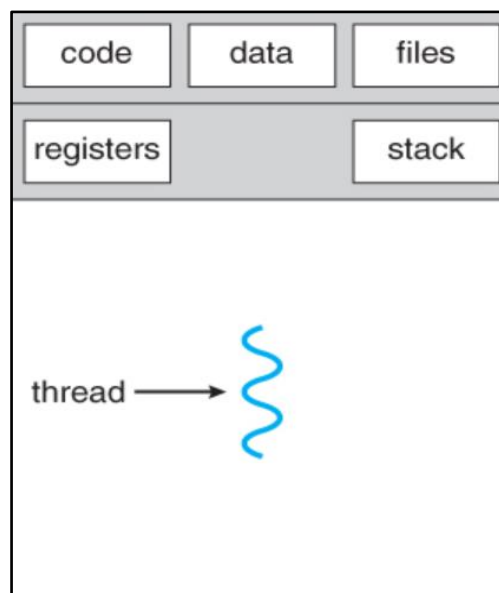 code data files
registers stack
thread